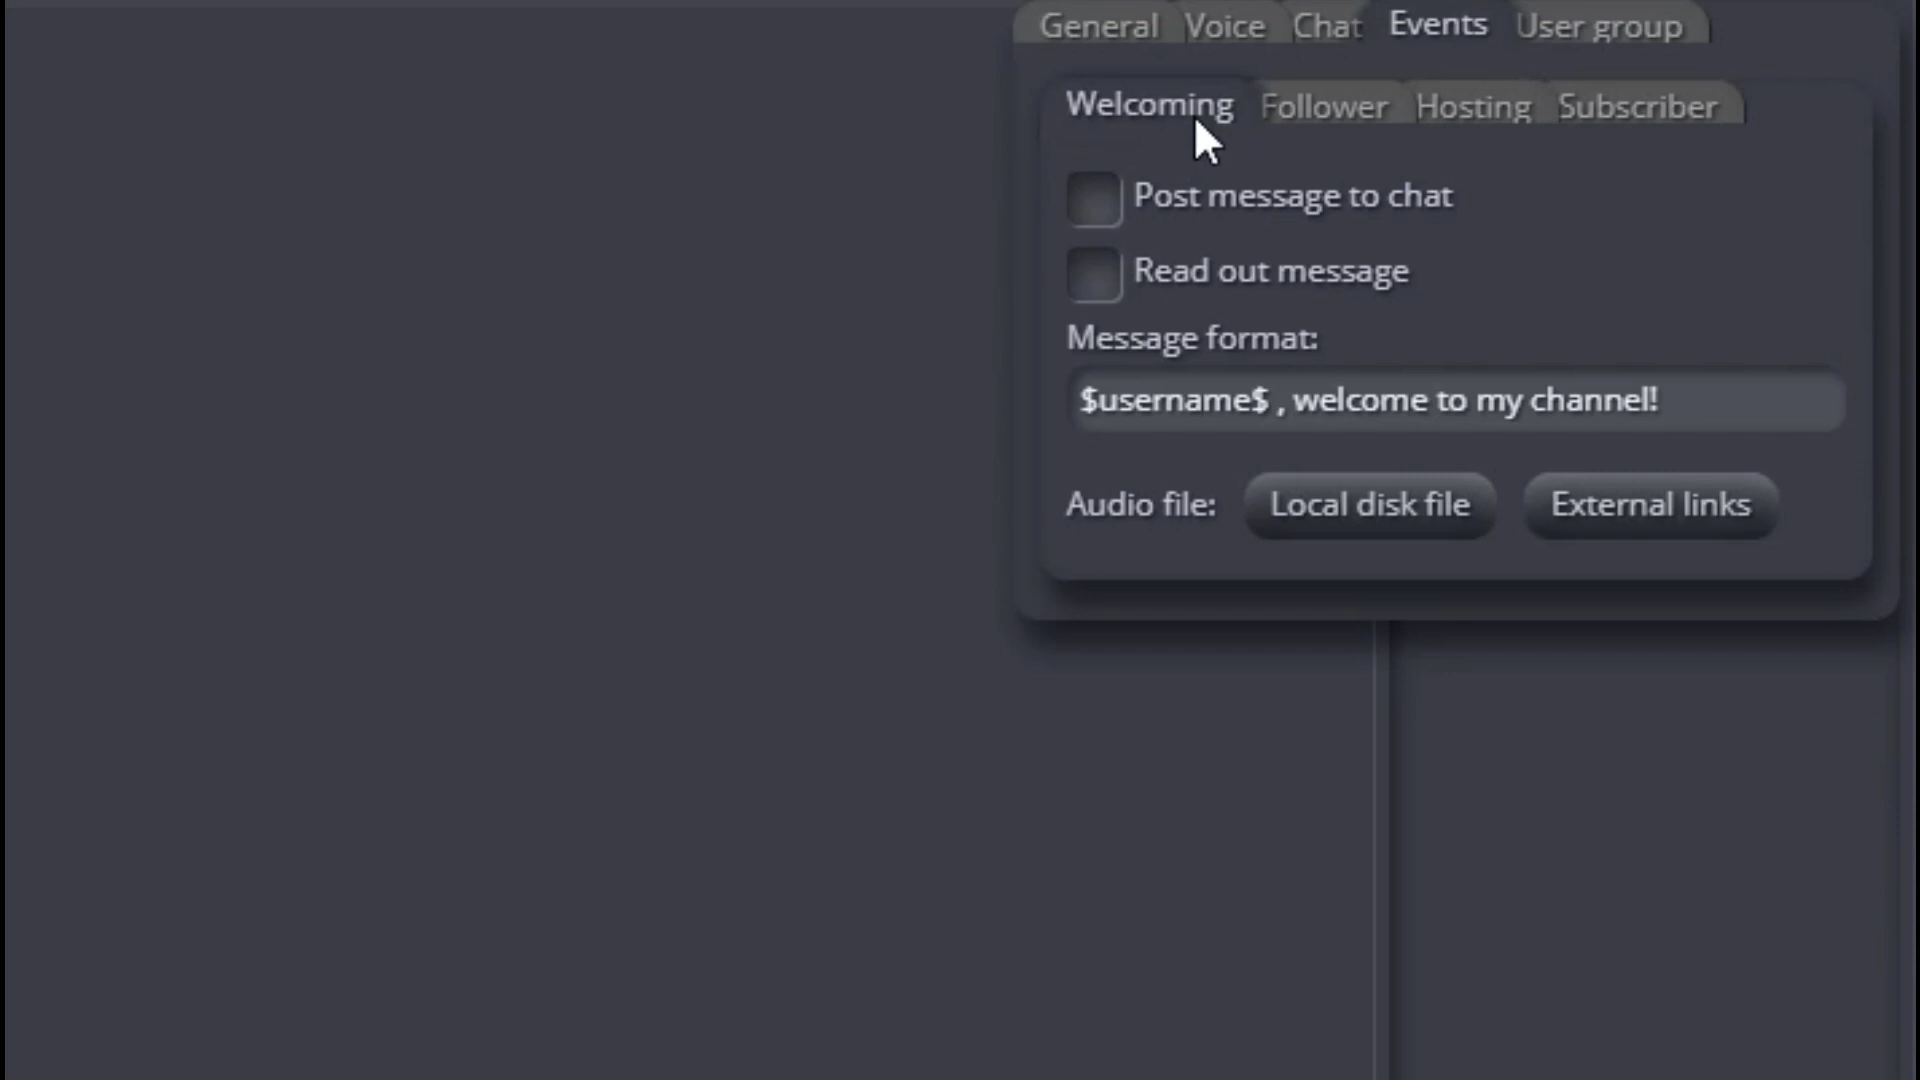 General Voice Chat Events User group
Welcoming Follower Hosting Subscriber
Post message to chat
Read out message
Message format:
$username$ , welcome to my channel!
Audio file: Local disk file External links